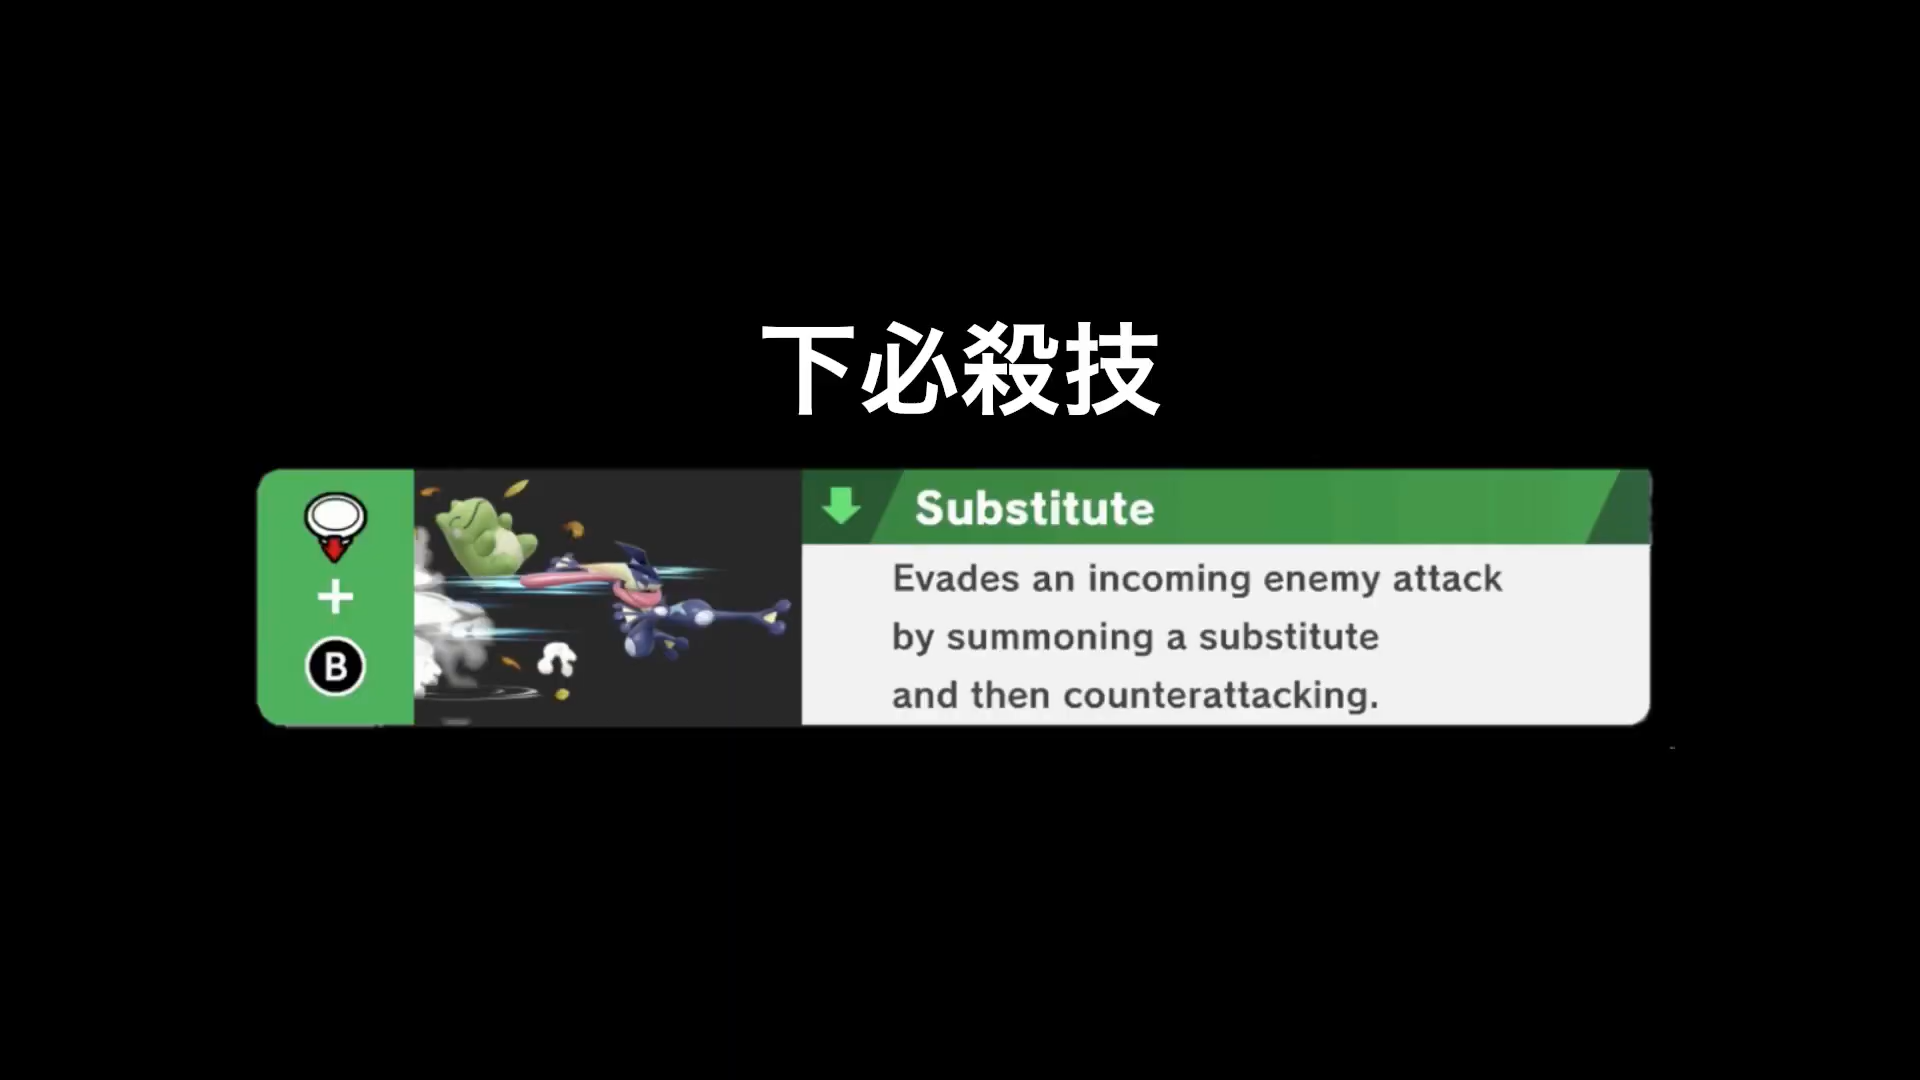 下必殺技
+
B
Substitute
Evades an incoming enemy attack
by summoning a substitute
and then counterattacking.